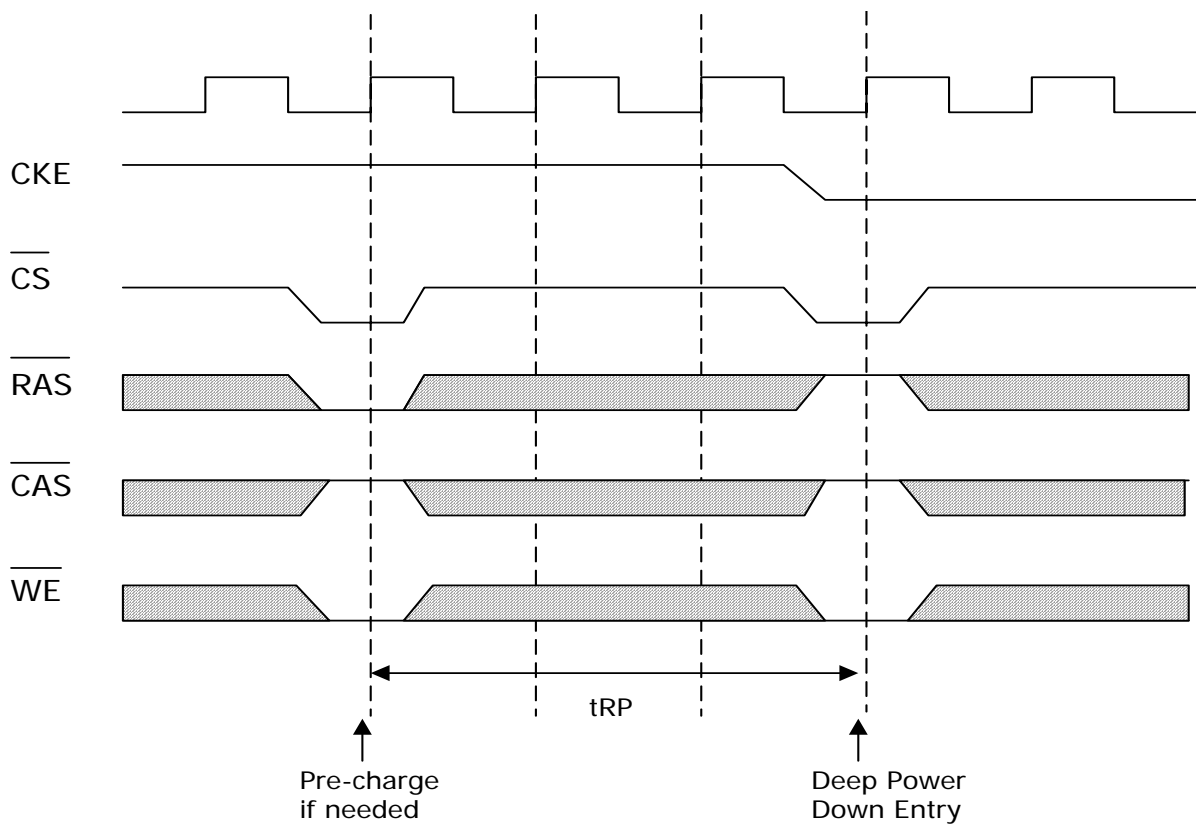 CKE
CS
RAS
CAS
WE
tRP
Pre-charge
if needed
Deep Power
Down Entry